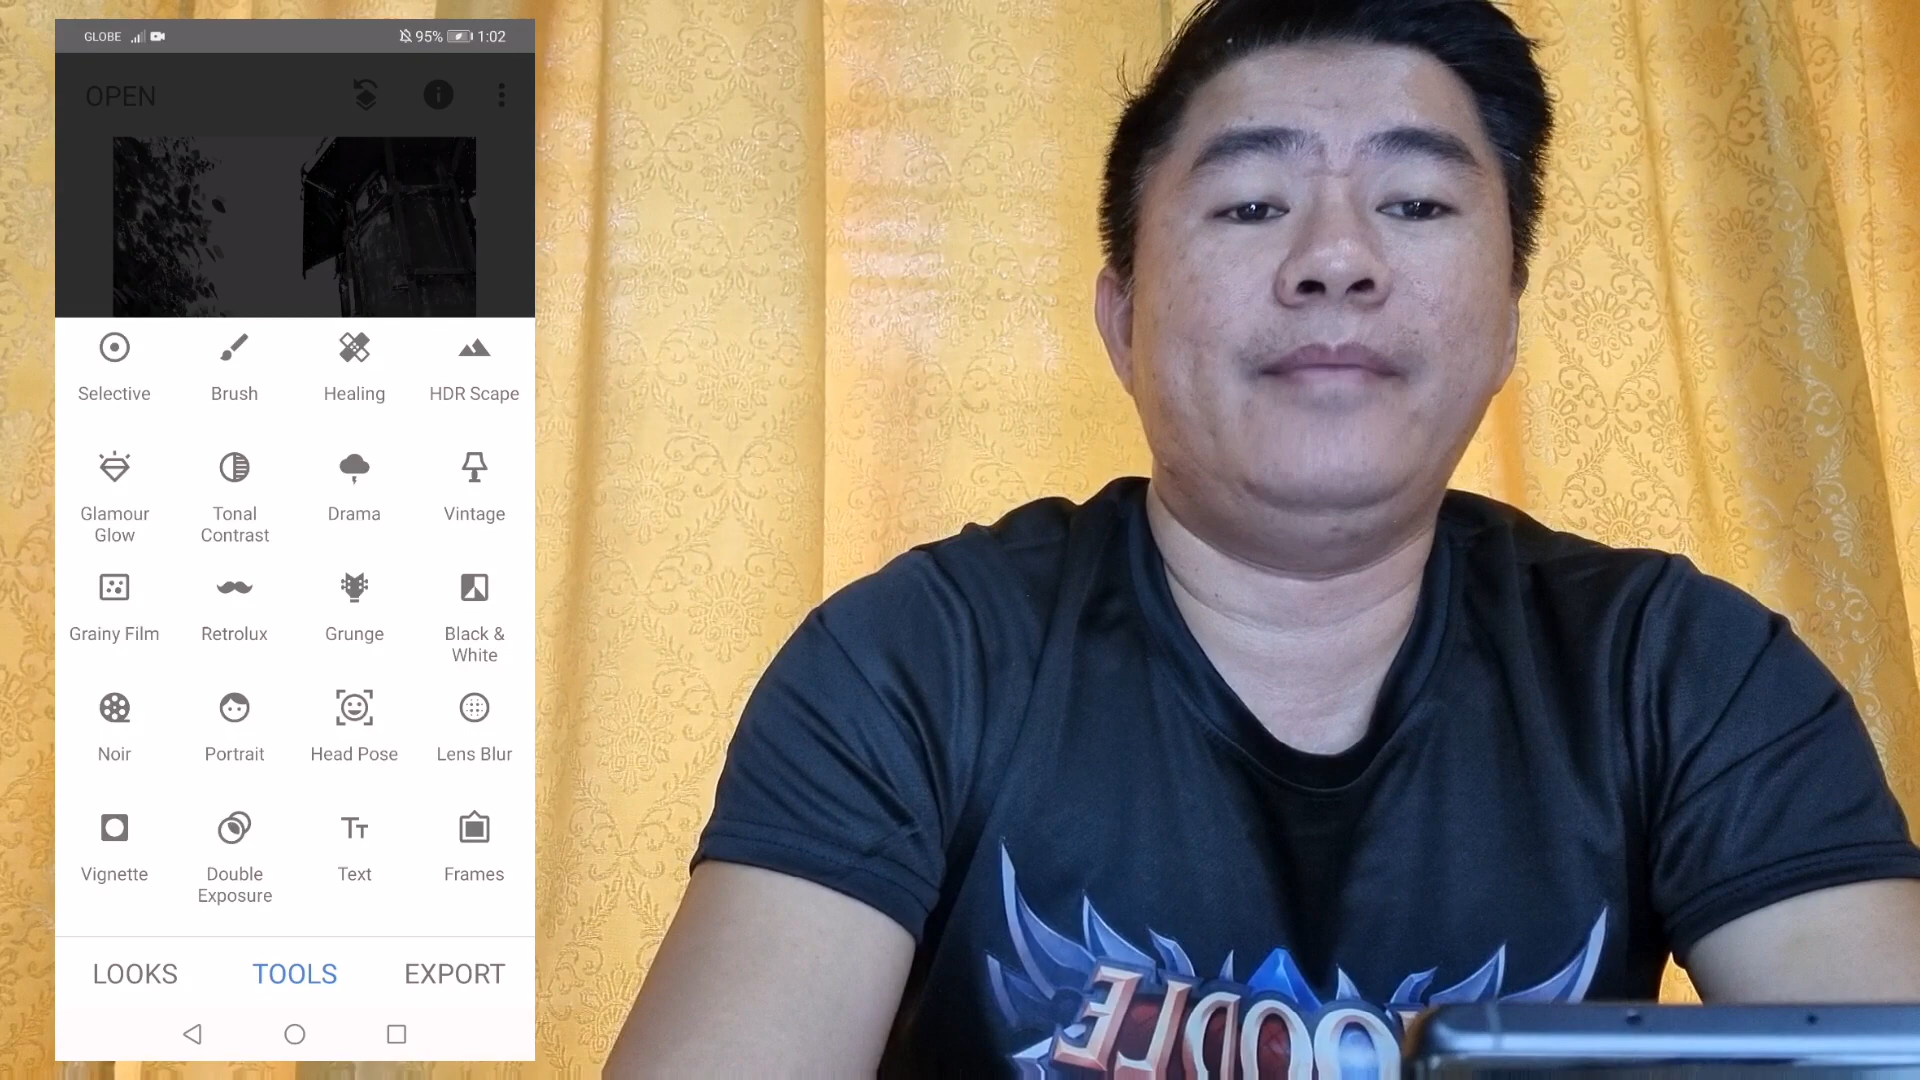 GLOBE 95% 1:02
OPEN
Selective Brush Healing HDR Scape
Glamour Glow Tonal Contrast Drama Vintage
Grainy Film Retrolux Grunge Black & White
Noir Portrait Head Pose Lens Blur
Vignette Double Exposure Text Frames
LOOKS TOOLS EXPORT